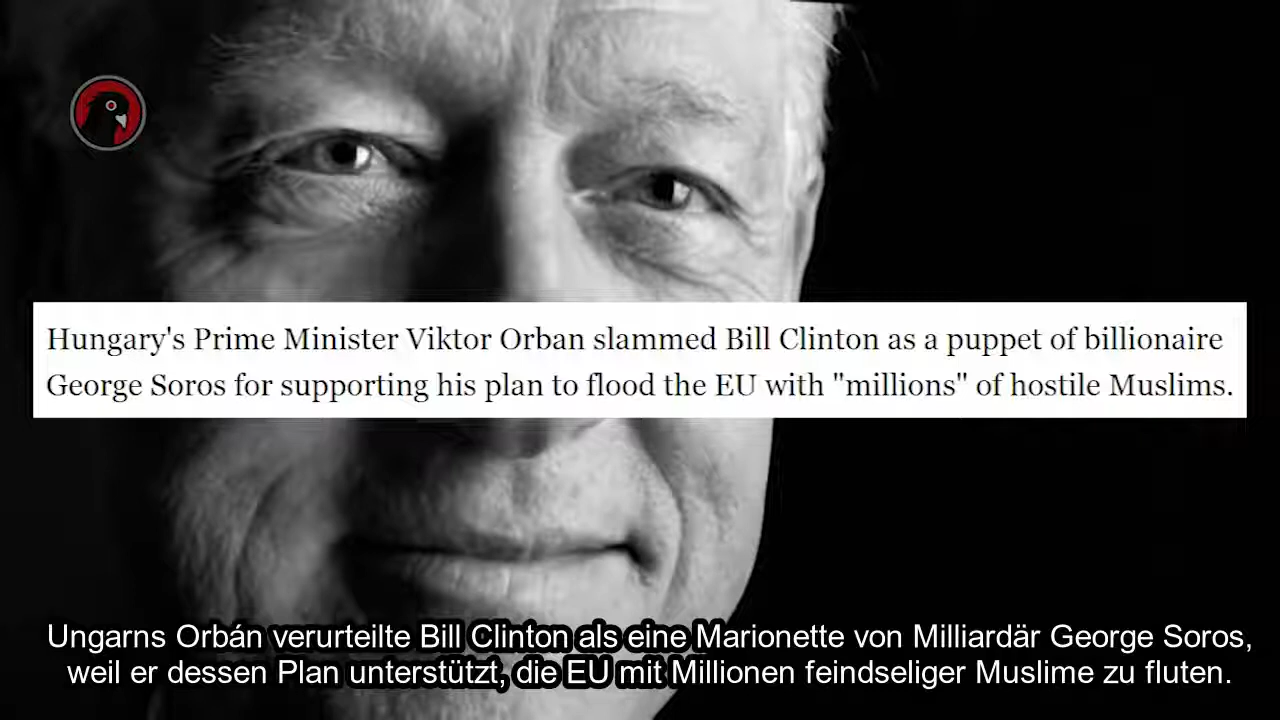 Hungary's Prime Minister Viktor Orban slammed Bill Clinton as a puppet of billionaire
George Soros for supporting his plan to flood the EU with "millions" of hostile Muslims.
Ungarns Orbán verurteilte Bill Clinton als eine Marionette von Milliardär George Soros,
weil er dessen Plan unterstützt, die EU mit Millionen feindseliger Muslime zu fluten.